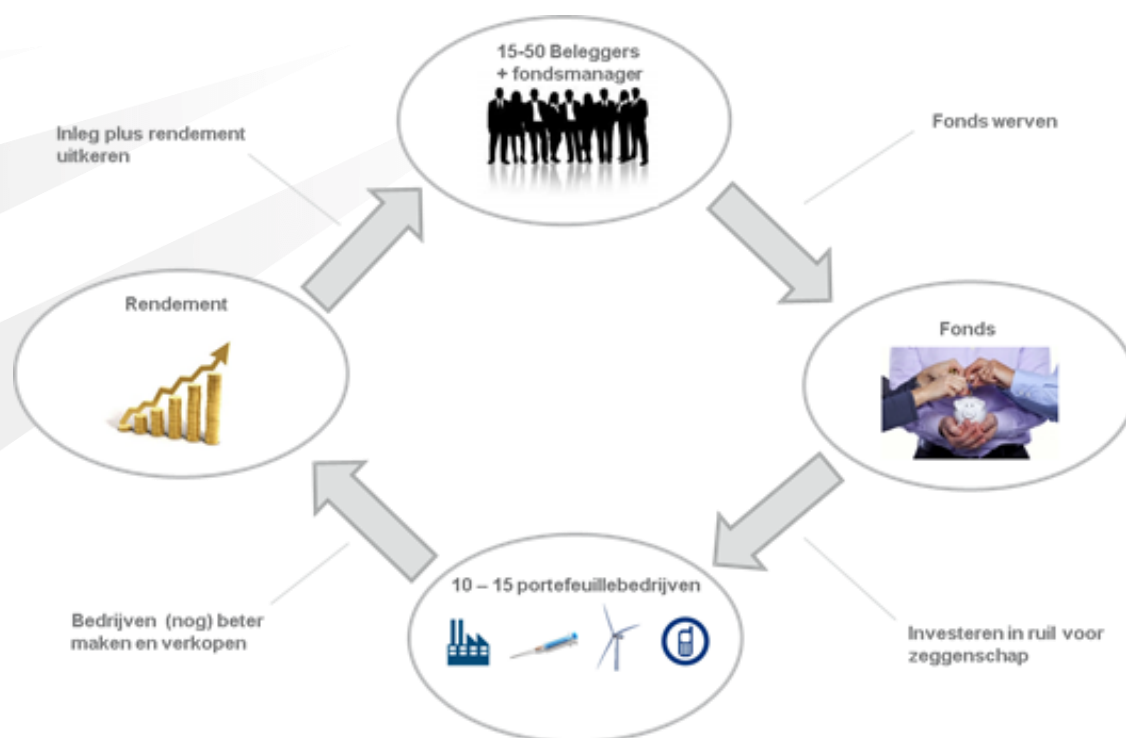 15-50 Beleggers
+ fondsmanager
Inleg plus rendement
uitkeren
Fonds werven
Rendement
Fonds
10 – 15 portefeuillebedrijven
Bedrijven (nog) beter
maken en verkopen
Investeren in ruil voor
zeggenschap